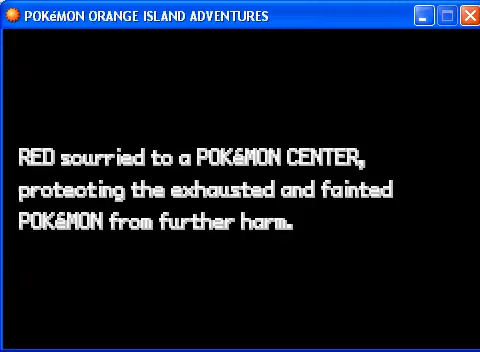 POKéMON ORANGE ISLAND ADVENTURES
RED scurried to a POKéMON CENTER,
protecting the exhausted and fainted
POKéMON from further harm.